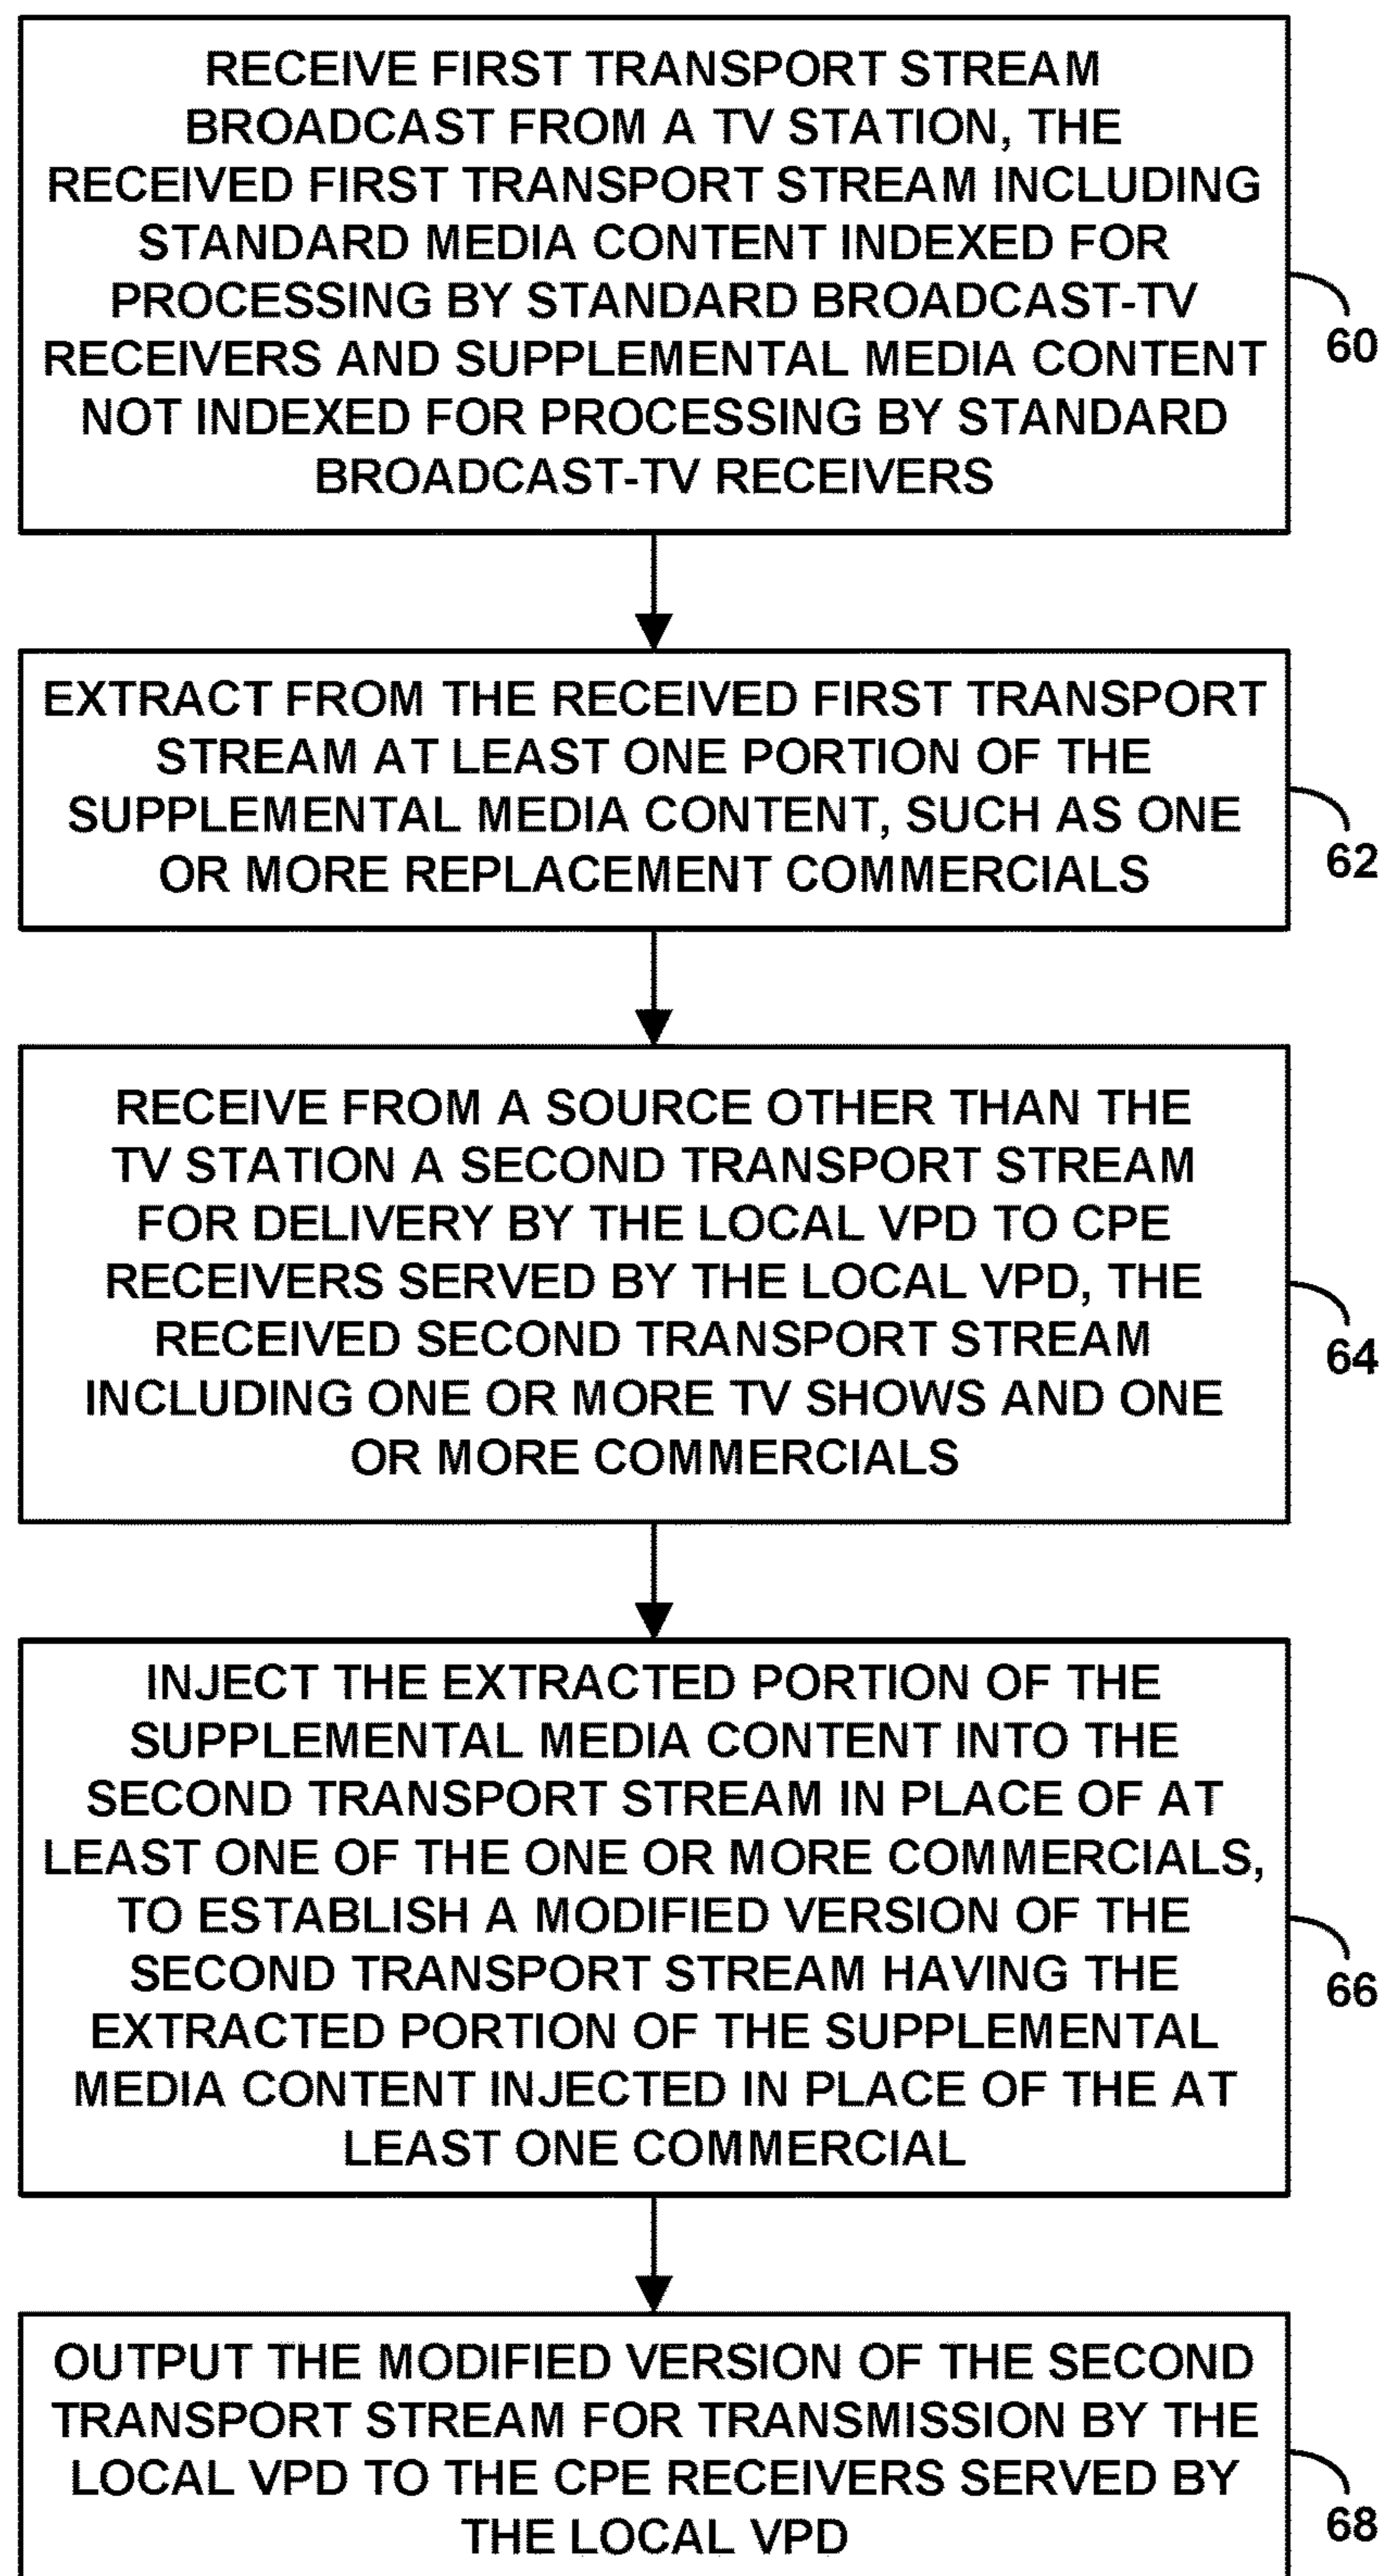 RECEIVE FIRST TRANSPORT STREAM
BROADCAST FROM A TV STATION, THE
RECEIVED FIRST TRANSPORT STREAM INCLUDING
STANDARD MEDIA CONTENT INDEXED FOR
PROCESSING BY STANDARD BROADCAST-TV
RECEIVERS AND SUPPLEMENTAL MEDIA CONTENT
NOT INDEXED FOR PROCESSING BY STANDARD
BROADCAST-TV RECEIVERS
60
EXTRACT FROM THE RECEIVED FIRST TRANSPORT
STREAM AT LEAST ONE PORTION OF THE
SUPPLEMENTAL MEDIA CONTENT, SUCH AS ONE
OR MORE REPLACEMENT COMMERCIALS
62
RECEIVE FROM A SOURCE OTHER THAN THE
TV STATION A SECOND TRANSPORT STREAM
FOR DELIVERY BY THE LOCAL VPD TO CPE
RECEIVERS SERVED BY THE LOCAL VPD, THE
RECEIVED SECOND TRANSPORT STREAM
INCLUDING ONE OR MORE TV SHOWS AND ONE
OR MORE COMMERCIALS
64
INJECT THE EXTRACTED PORTION OF THE
SUPPLEMENTAL MEDIA CONTENT INTO THE
SECOND TRANSPORT STREAM IN PLACE OF AT
LEAST ONE OF THE ONE OR MORE COMMERCIALS,
TO ESTABLISH A MODIFIED VERSION OF THE
SECOND TRANSPORT STREAM HAVING THE
EXTRACTED PORTION OF THE SUPPLEMENTAL
MEDIA CONTENT INJECTED IN PLACE OF THE AT
LEAST ONE COMMERCIAL
66
OUTPUT THE MODIFIED VERSION OF THE SECOND
TRANSPORT STREAM FOR TRANSMISSION BY THE
LOCAL VPD TO THE CPE RECEIVERS SERVED BY
THE LOCAL VPD
68